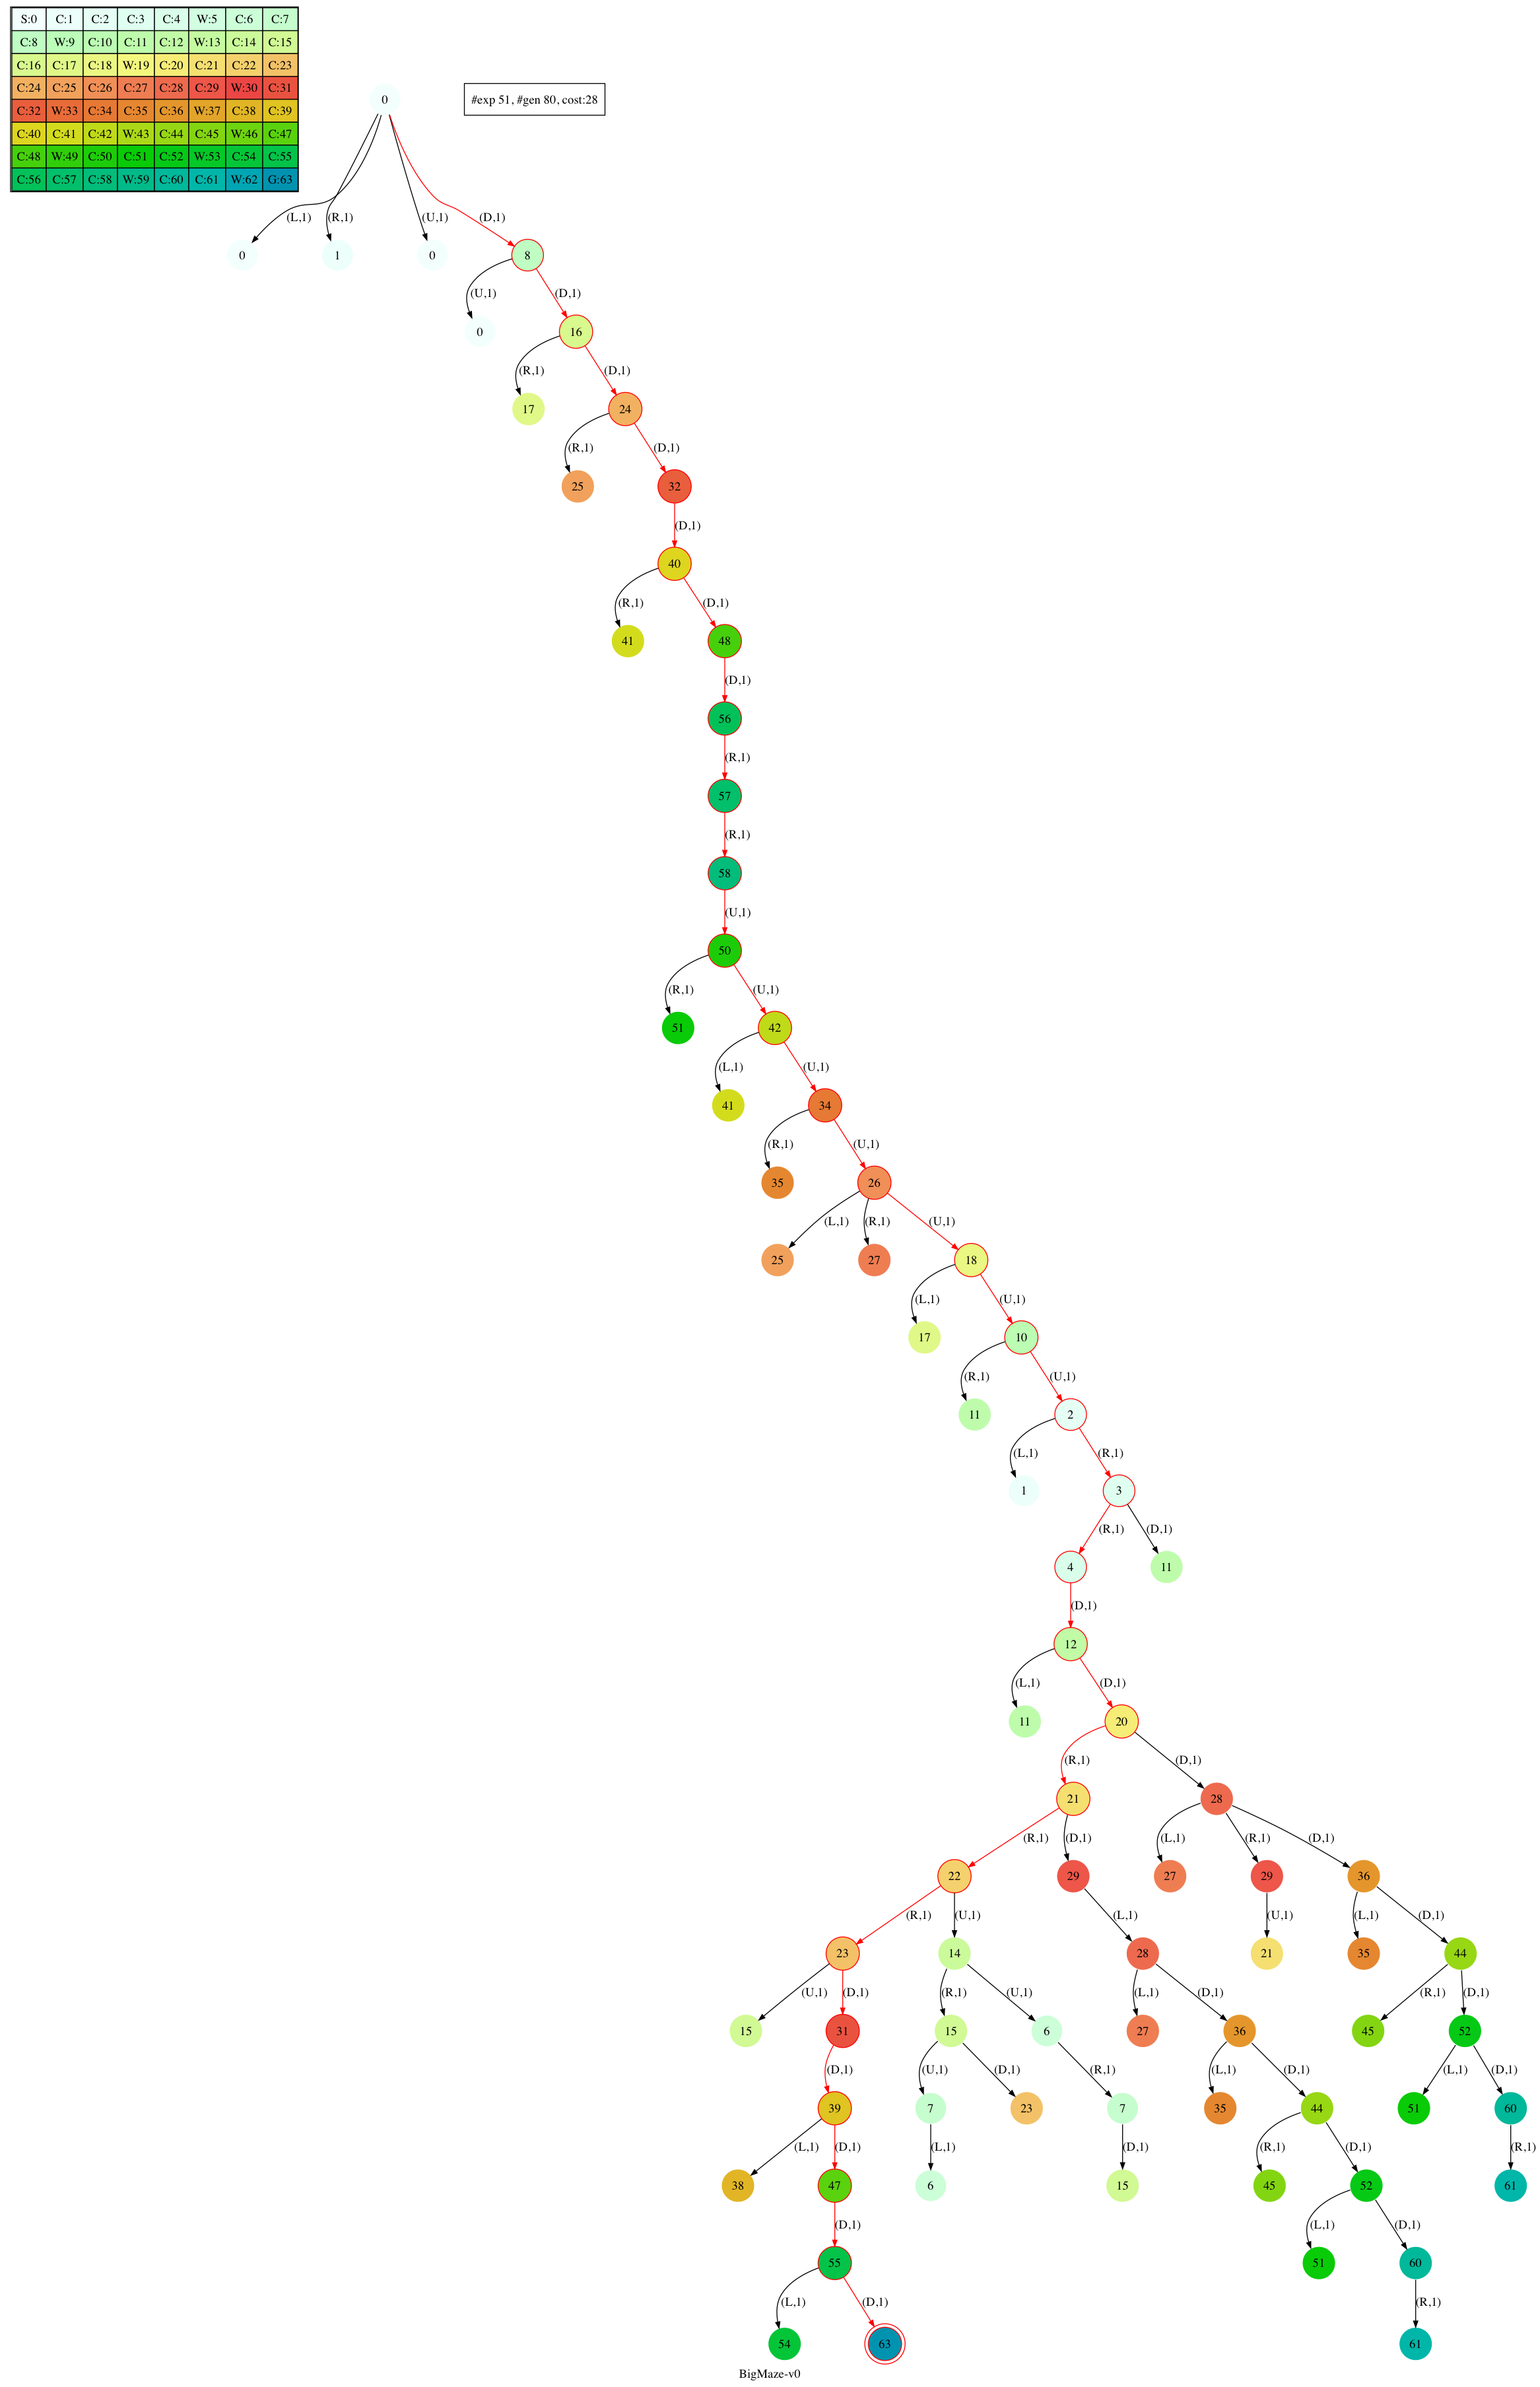 S:0 C:1 C:2 C:3 C:4 W:5 C:6 C:7
C:8 W:9 C:10 C:11 C:12 W:13 C:14 C:15
C:16 C:17 C:18 W:19 C:20 C:21 C:22 C:23
C:24 C:25 C:26 C:27 C:28 C:29 W:30 C:31
C:32 W:33 C:34 C:35 C:36 W:37 C:38 C:39
C:40 C:41 C:42 W:43 C:44 C:45 W:46 C:47
C:48 W:49 C:50 C:51 C:52 W:53 C:54 C:55
C:56 C:57 C:58 W:59 C:60 C:61 W:62 G:63
0
#exp 51, #gen 80, cost:28
(L,1) (R,1) (U,1) (D,1)
0 1 0 8
(U,1) (D,1)
0 16
(R,1) (D,1)
17 24
(R,1) (D,1)
25 32
(D,1)
40
(R,1) (D,1)
41 48
(D,1)
56
(R,1)
57
(R,1)
58
(U,1)
50
(R,1) (U,1)
51 42
(L,1) (U,1)
41 34
(R,1) (U,1)
35 26
(L,1) (R,1) (U,1)
25 27 18
(L,1) (U,1)
17 10
(R,1) (U,1)
11 2
(L,1) (R,1)
1 3
(R,1) (D,1)
4 11
(D,1)
12
(L,1) (D,1)
11 20
(R,1) (D,1)
21 28
(R,1) (D,1) (L,1) (R,1) (D,1)
22 29 27 29 36
(R,1) (U,1) (L,1) (U,1) (L,1) (D,1)
23 14 28 21 35 44
(U,1) (D,1) (R,1) (U,1) (L,1) (D,1) (R,1) (D,1)
15 31 15 6 27 36 45 52
(D,1) (U,1) (D,1) (R,1) (L,1) (D,1) (L,1) (D,1)
39 7 23 7 35 44 51 60
(L,1) (D,1) (L,1) (D,1) (R,1) (D,1) (R,1)
38 47 6 15 45 52 61
(D,1) (L,1) (D,1)
55 51 60
(L,1) (D,1) (R,1)
54 63 61
BigMaze-v0